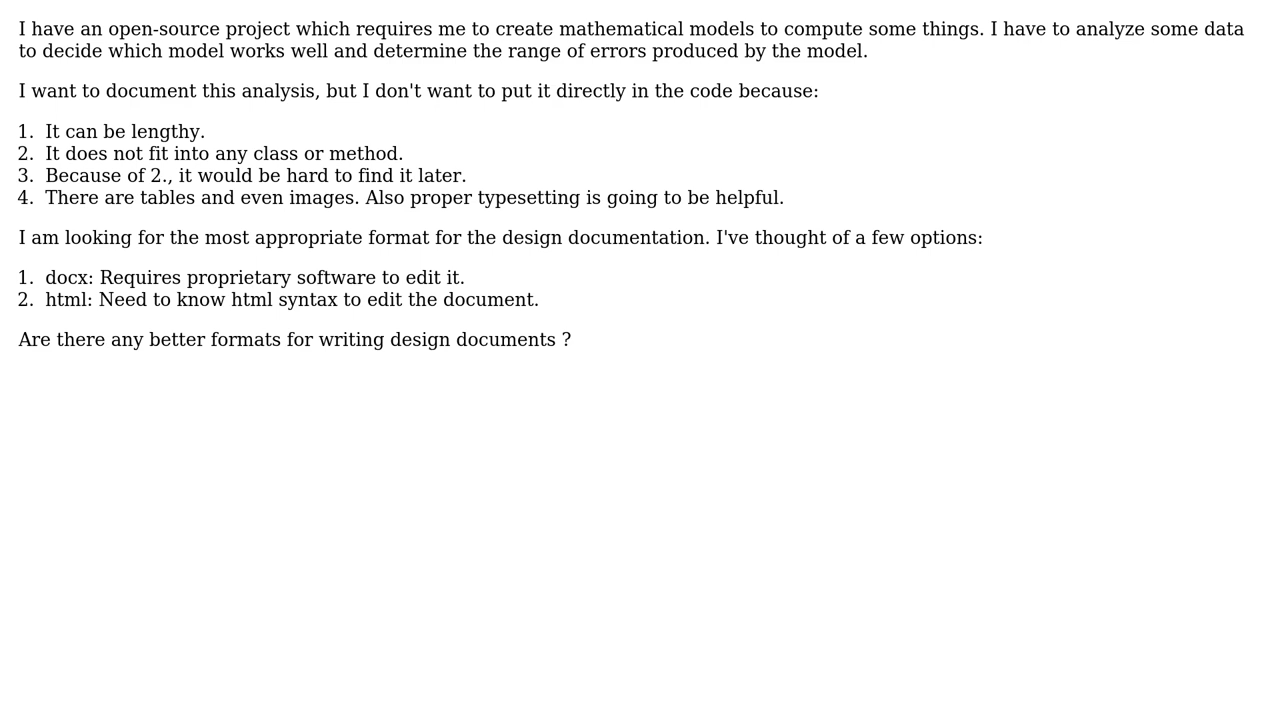 I have an open-source project which requires me to create mathematical models to compute some things. I have to analyze some data
to decide which model works well and determine the range of errors produced by the model.
I want to document this analysis, but I don't want to put it directly in the code because:
1. It can be lengthy.
2. It does not fit into any class or method.
3. Because of 2., it would be hard to find it later.
4. There are tables and even images. Also proper typesetting is going to be helpful.
I am looking for the most appropriate format for the design documentation. I've thought of a few options:
1. docx: Requires proprietary software to edit it.
2. html: Need to know html syntax to edit the document.
Are there any better formats for writing design documents ?